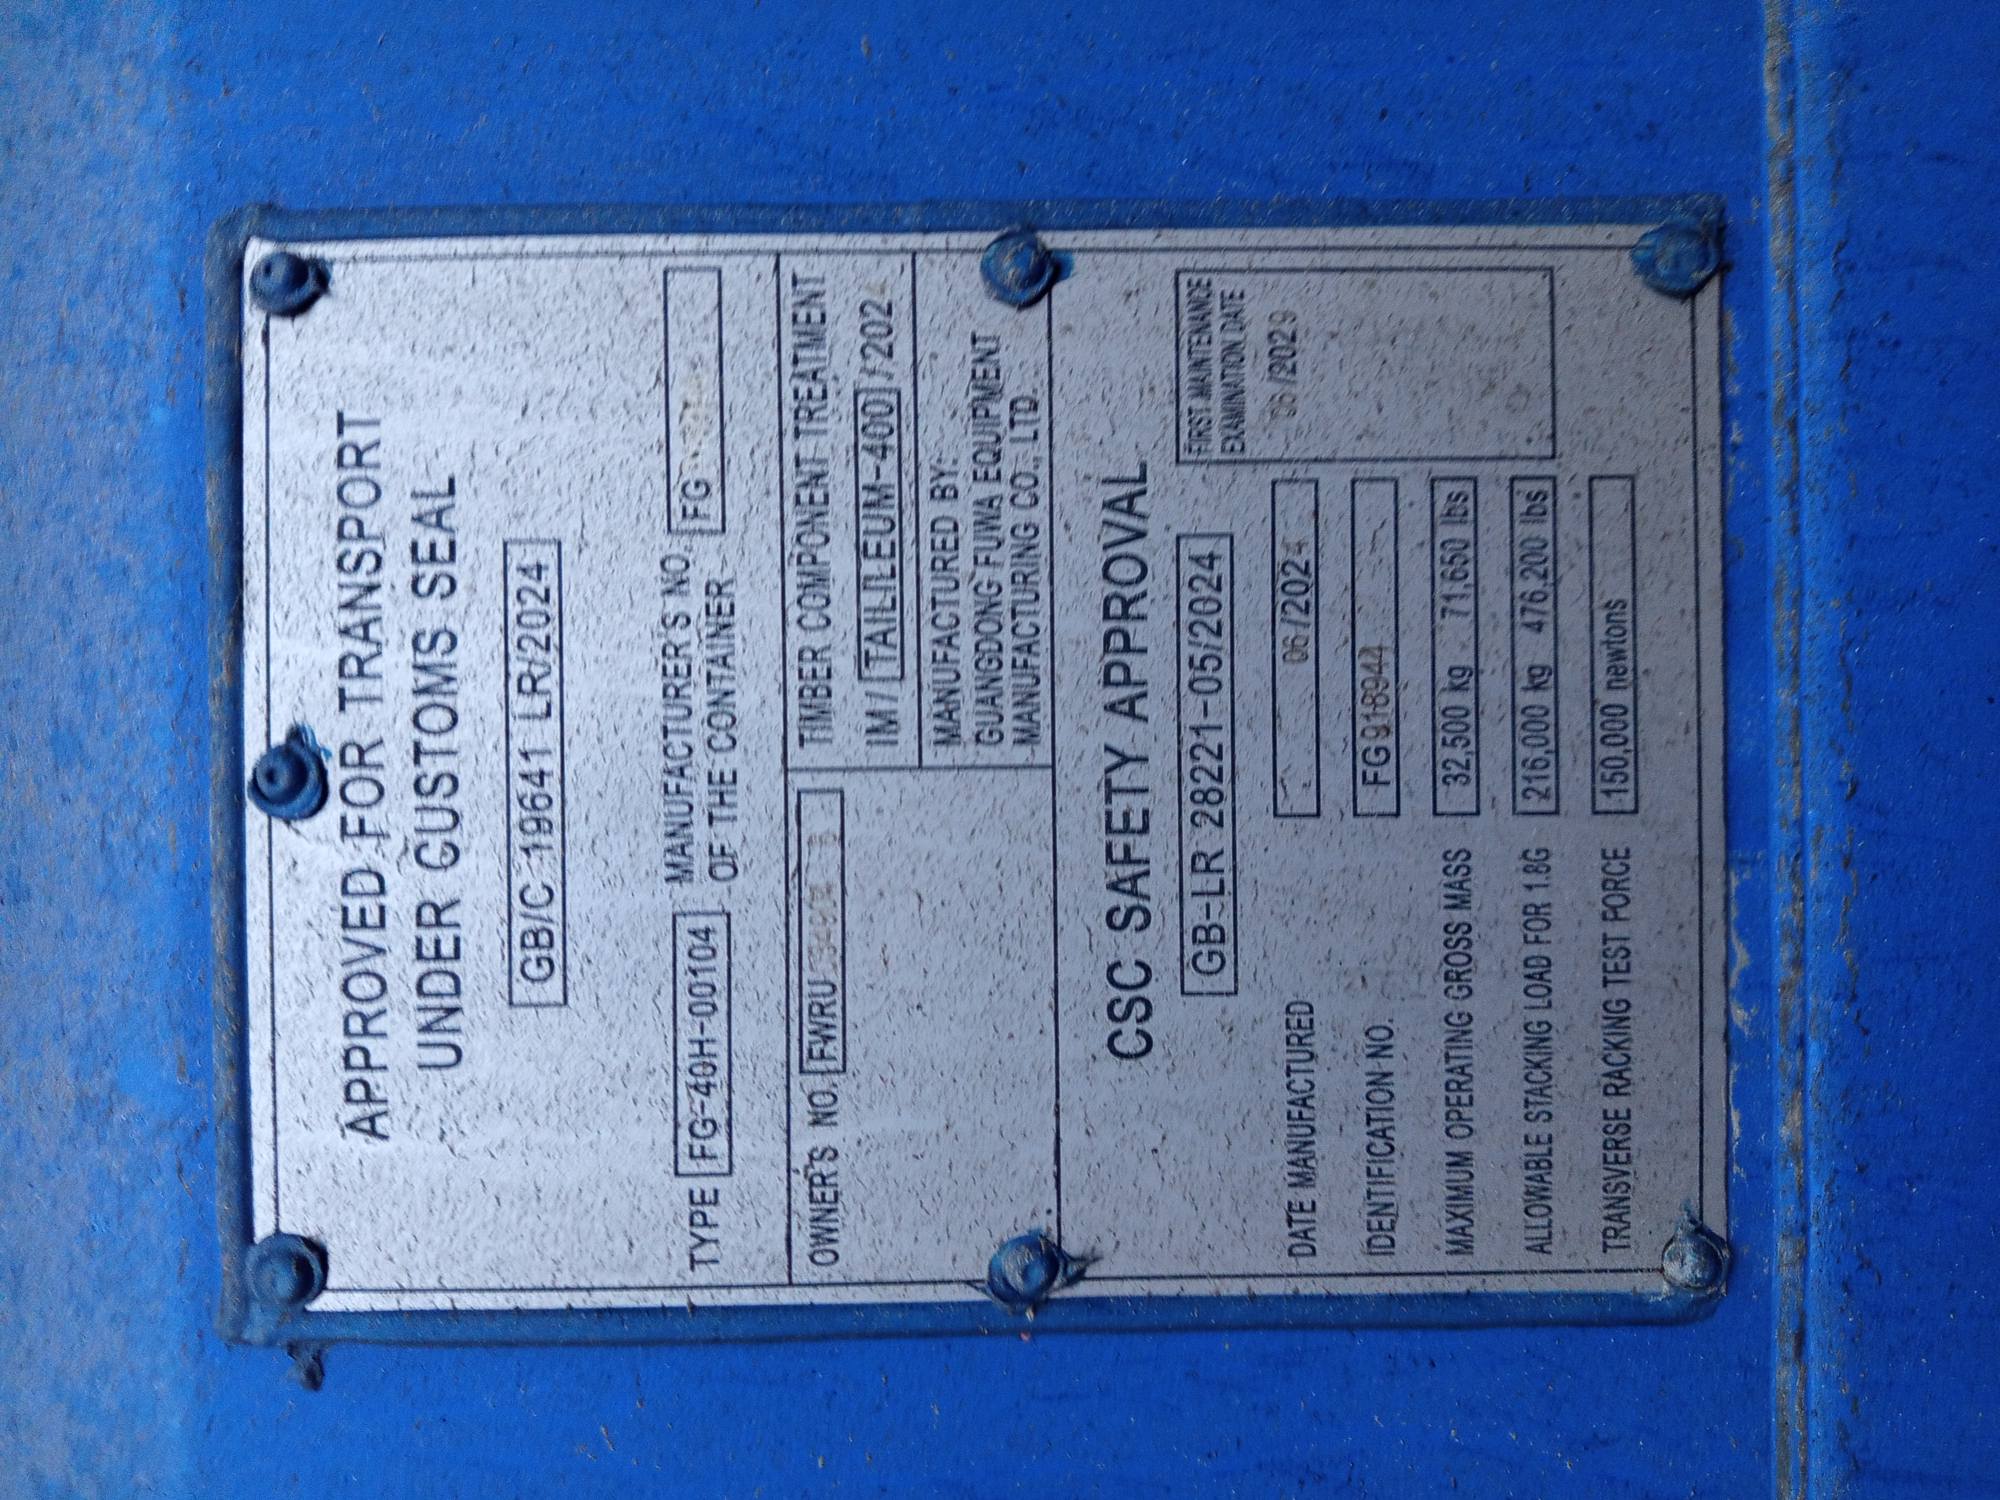 APPROVED FOR TRANSPORT
UNDER CUSTOMS SEAL
GB/C 19641 LR/2024
TYPE FG-40H-00104 MANUFACTURER'S NO. OF THE CONTAINER FG
OWNER'S NO. FWRU
TIMBER COMPONENT TREATMENT
IM / TAILILEUM-400 /202
MANUFACTURED BY:
GUANGDONG FUWA EQUIPMENT
MANUFACTURING CO., LTD.
CSC SAFETY APPROVAL
GB-LR 28221-05/2024
FIRST MAINTENANCE
EXAMINATION DATE
06 /2029
DATE MANUFACTURED 06 /2024
IDENTIFICATION NO. FG918944
MAXIMUM OPERATING GROSS MASS 32,500 kg 71,650 lbs
ALLOWABLE STACKING LOAD FOR 1.8G 216,000 kg 476,200 lbs
TRANSVERSE RACKING TEST FORCE 150,000 newtons